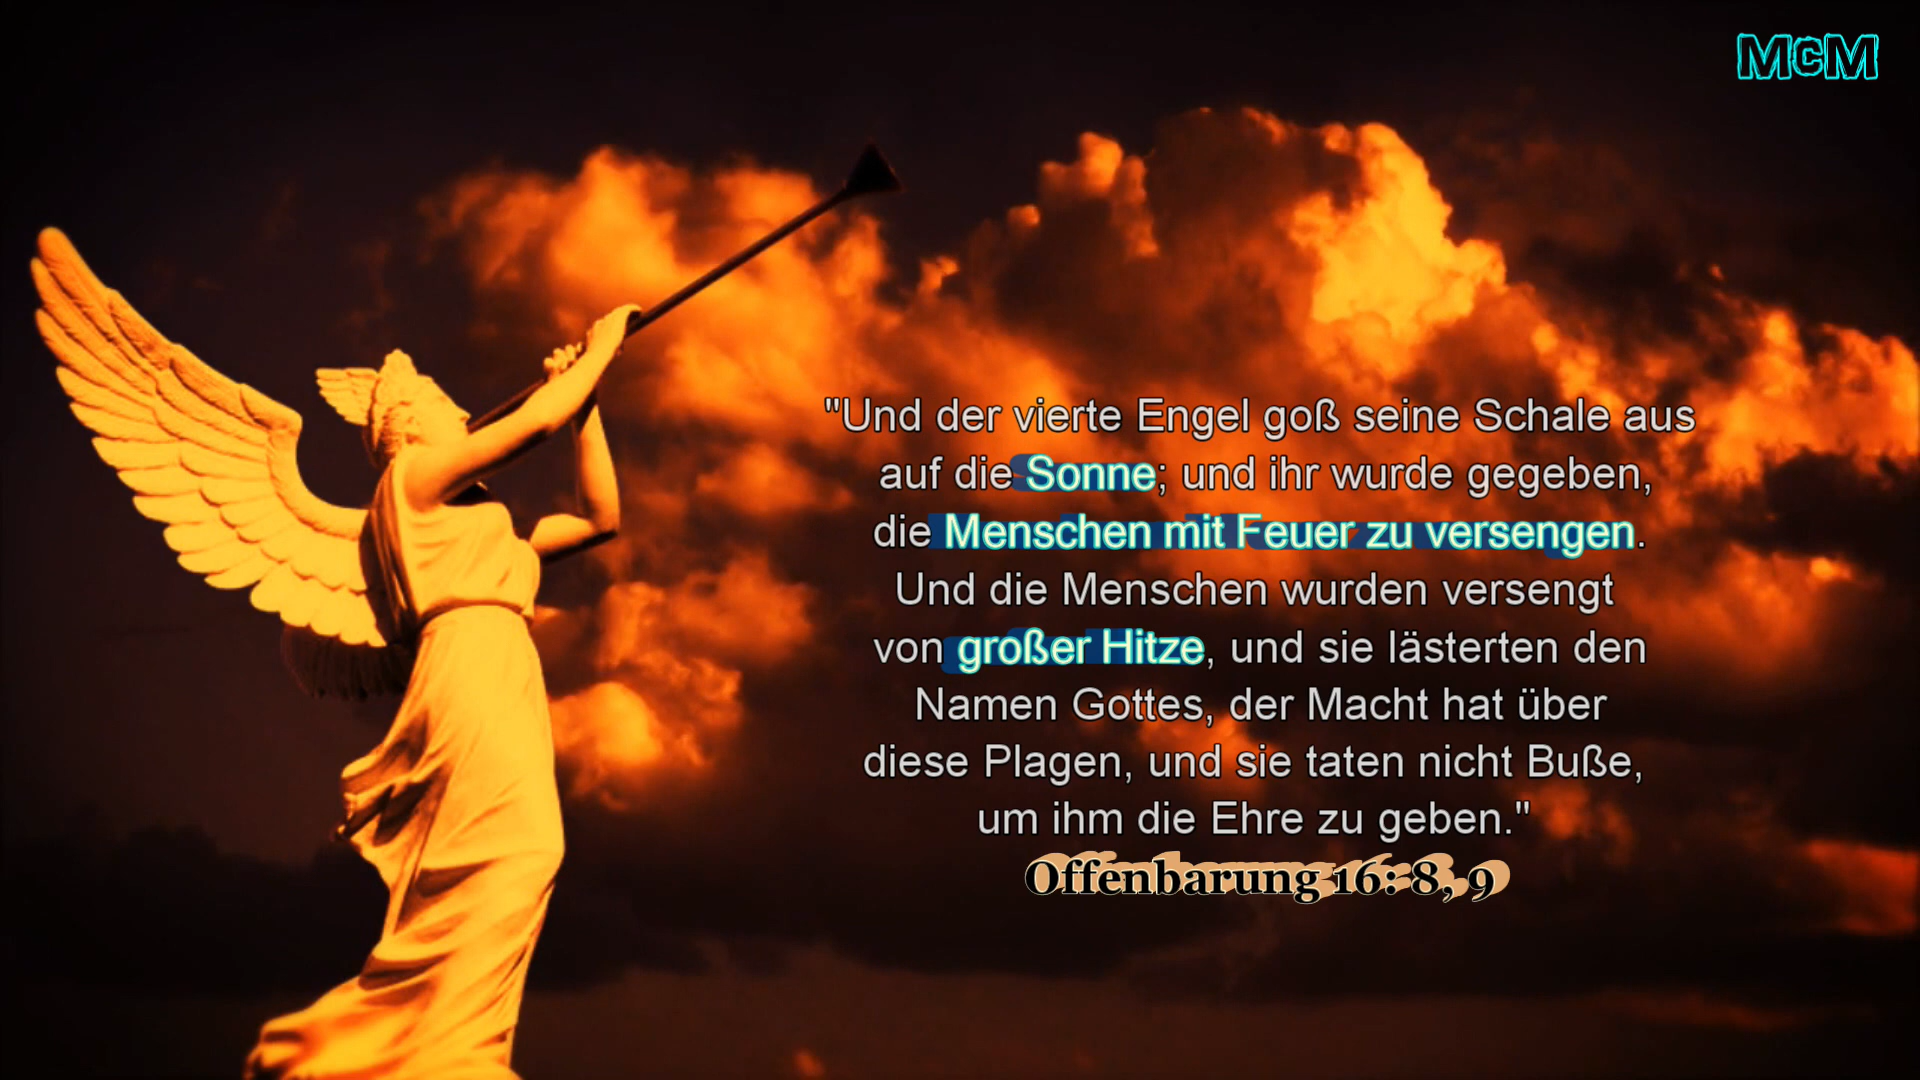 McM
"Und der vierte Engel goß seine Schale aus
auf die Sonne; und ihr wurde gegeben,
die Menschen mit Feuer zu versengen.
Und die Menschen wurden versengt
von großer Hitze, und sie lästerten den
Namen Gottes, der Macht hat über
diese Plagen, und sie taten nicht Buße,
um ihm die Ehre zu geben."
Offenbarung 16: 8, 9